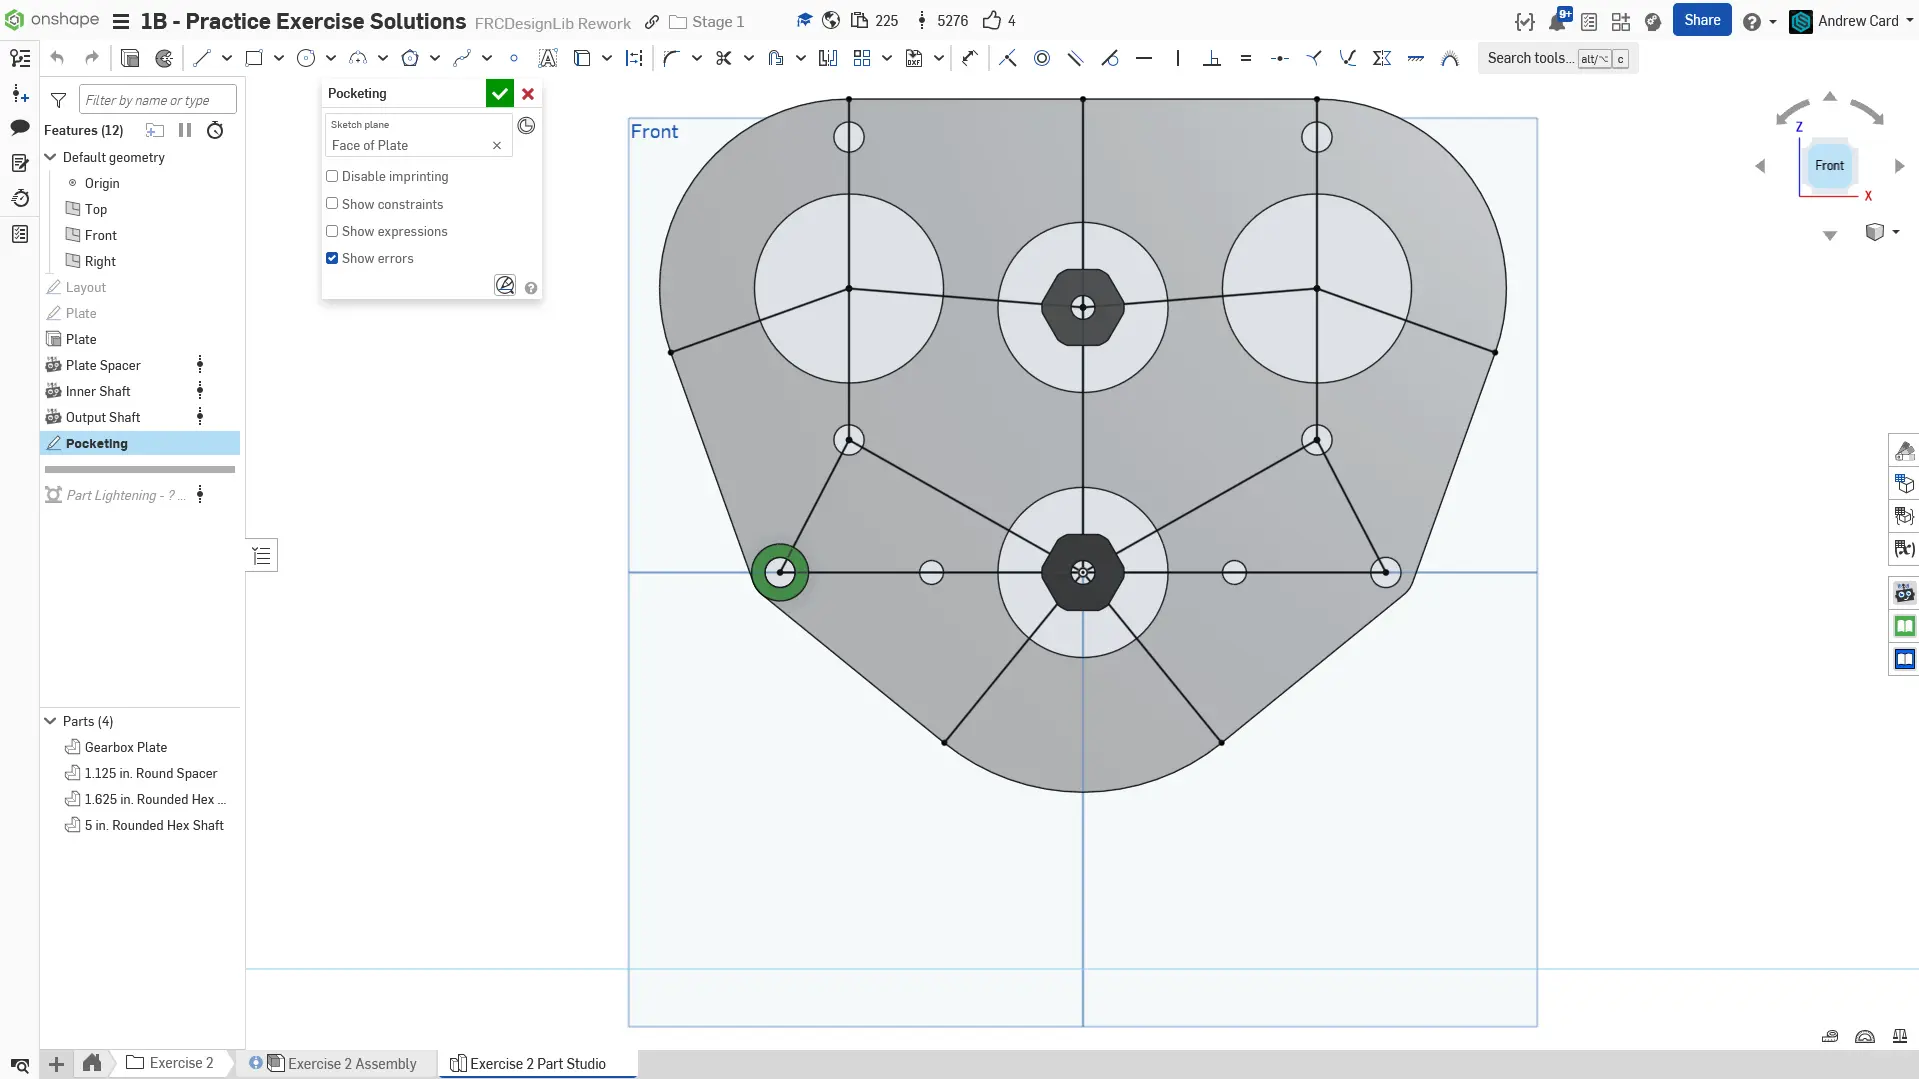 onshape
1B - Practice Exercise Solutions
FRCDesignLib Rework
Stage 1
225
5276
4
9+
Share
Andrew Card
Search tools... alt/⌥ c
Filter by name or type
Features (12)
Default geometry
Origin
Top
Front
Right
Layout
Plate
Plate
Plate Spacer
Inner Shaft
Output Shaft
Pocketing
Part Lightening - ? ...
Parts (4)
Gearbox Plate
1.125 in. Round Spacer
1.625 in. Rounded Hex ...
5 in. Rounded Hex Shaft
Pocketing
Sketch plane
Face of Plate
Disable imprinting
Show constraints
Show expressions
Show errors
Front
Z
Front
X
Exercise 2
Exercise 2 Assembly
Exercise 2 Part Studio